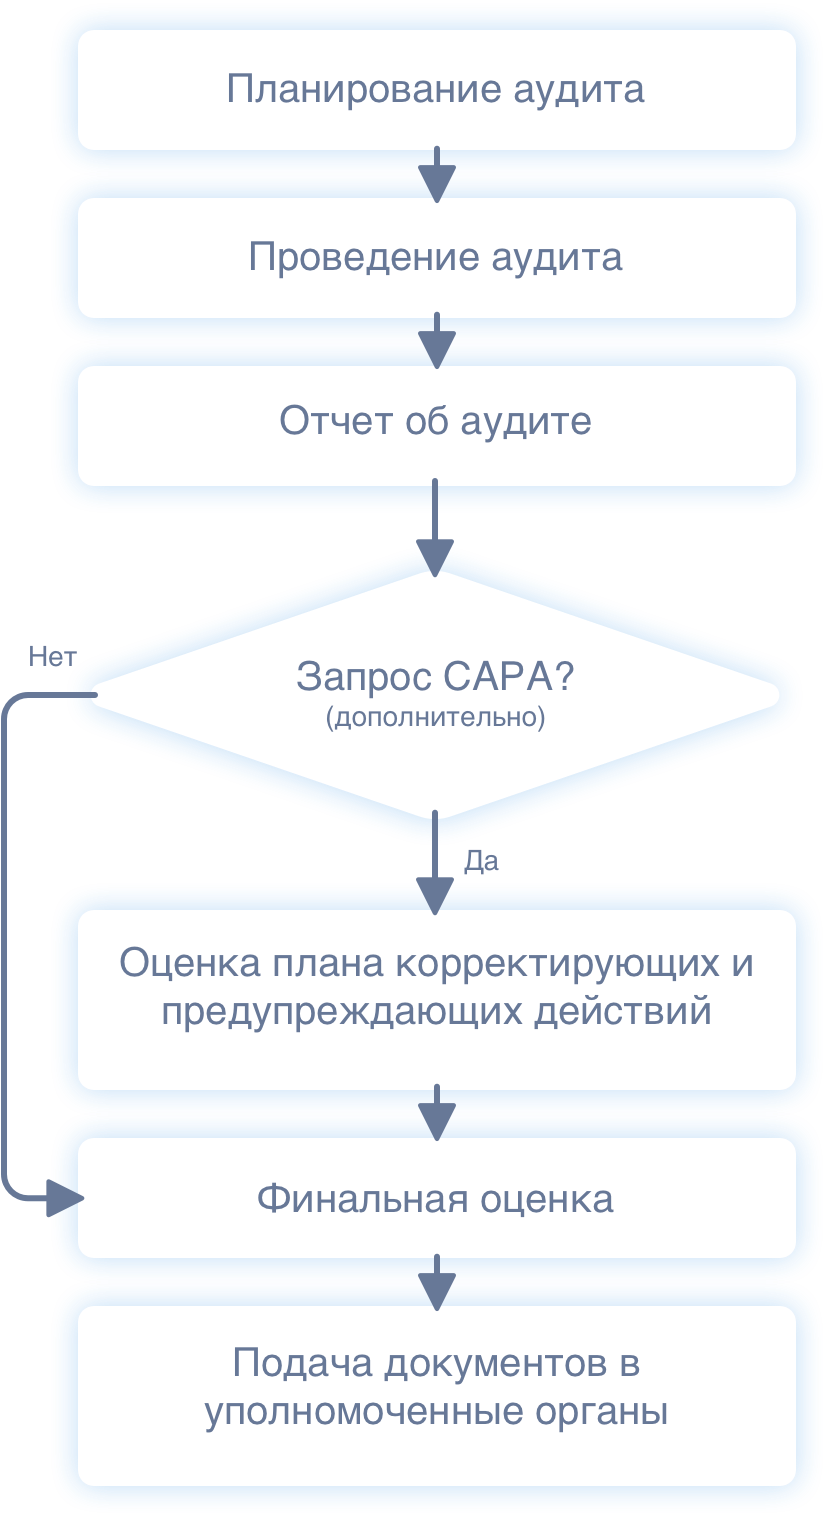 Планирование аудита
Проведение аудита
Отчет об аудите
Нет
Запрос CAPA?
(дополнительно)
Да
Оценка плана корректирующих и
предупреждающих действий
Финальная оценка
Подача документов в
уполномоченные органы